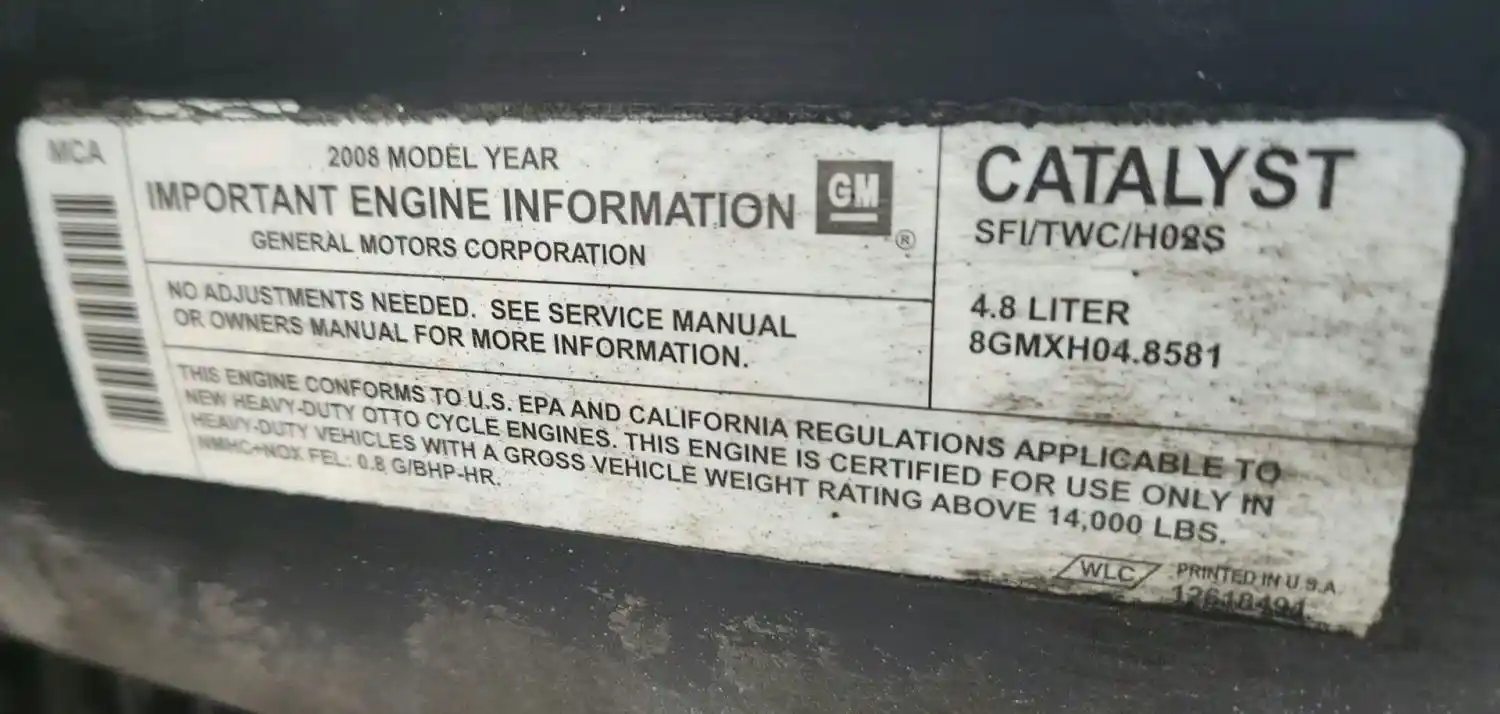 MCA
2008 MODEL YEAR
IMPORTANT ENGINE INFORMATION
GENERAL MOTORS CORPORATION
GM
®
NO ADJUSTMENTS NEEDED. SEE SERVICE MANUAL
OR OWNERS MANUAL FOR MORE INFORMATION.
CATALYST
SFI/TWC/HO2S
4.8 LITER
8GMXH04.8581
THIS ENGINE CONFORMS TO U.S. EPA AND CALIFORNIA REGULATIONS APPLICABLE TO
NEW HEAVY-DUTY OTTO CYCLE ENGINES. THIS ENGINE IS CERTIFIED FOR USE ONLY IN
HEAVY-DUTY VEHICLES WITH A GROSS VEHICLE WEIGHT RATING ABOVE 14,000 LBS.
NMHC+NOX FEL: 0.8 G/BHP-HR.
WLC PRINTED IN U.S.A.
12618494